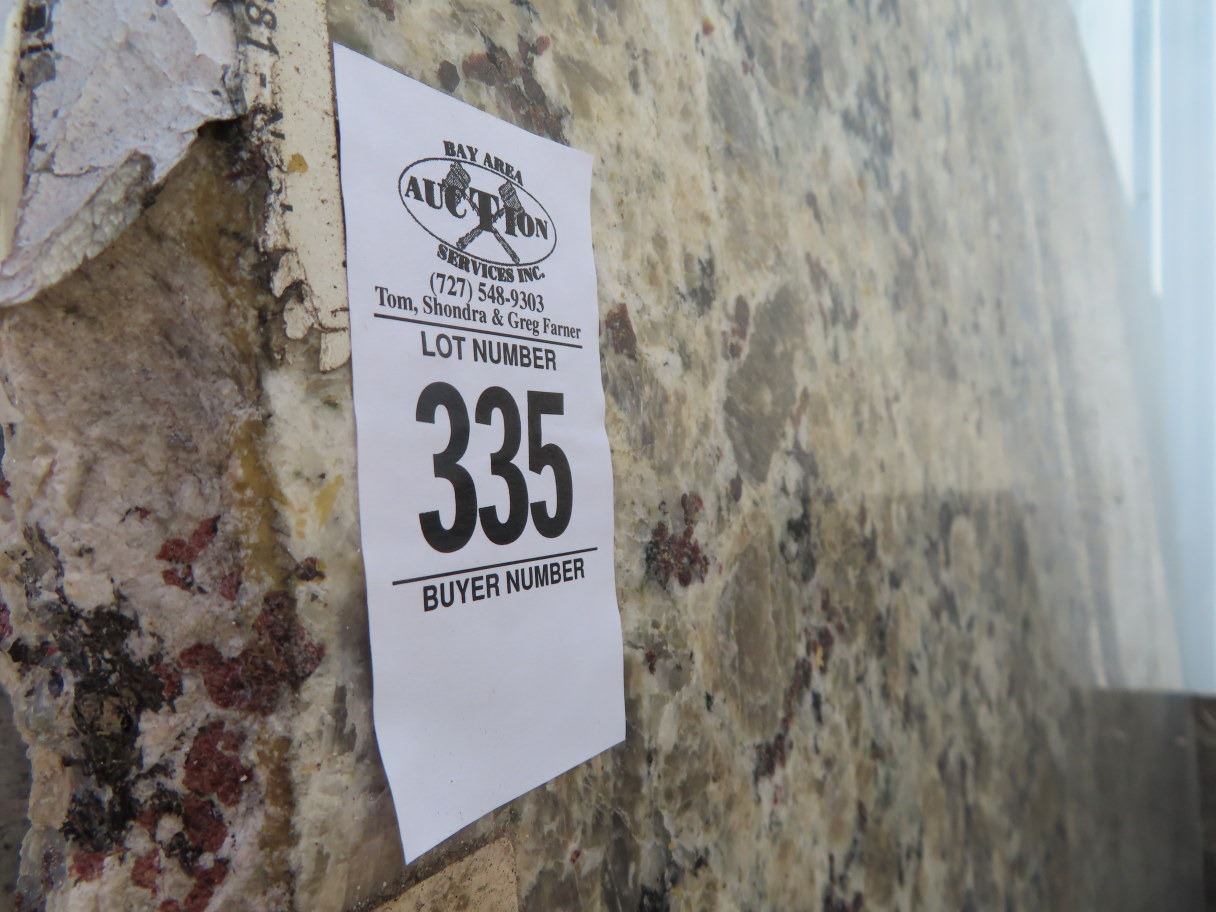 BAY AREA
AUCTION
SERVICES INC.
(727) 548-9303
Tom, Shondra & Greg Farner
LOT NUMBER
335
BUYER NUMBER